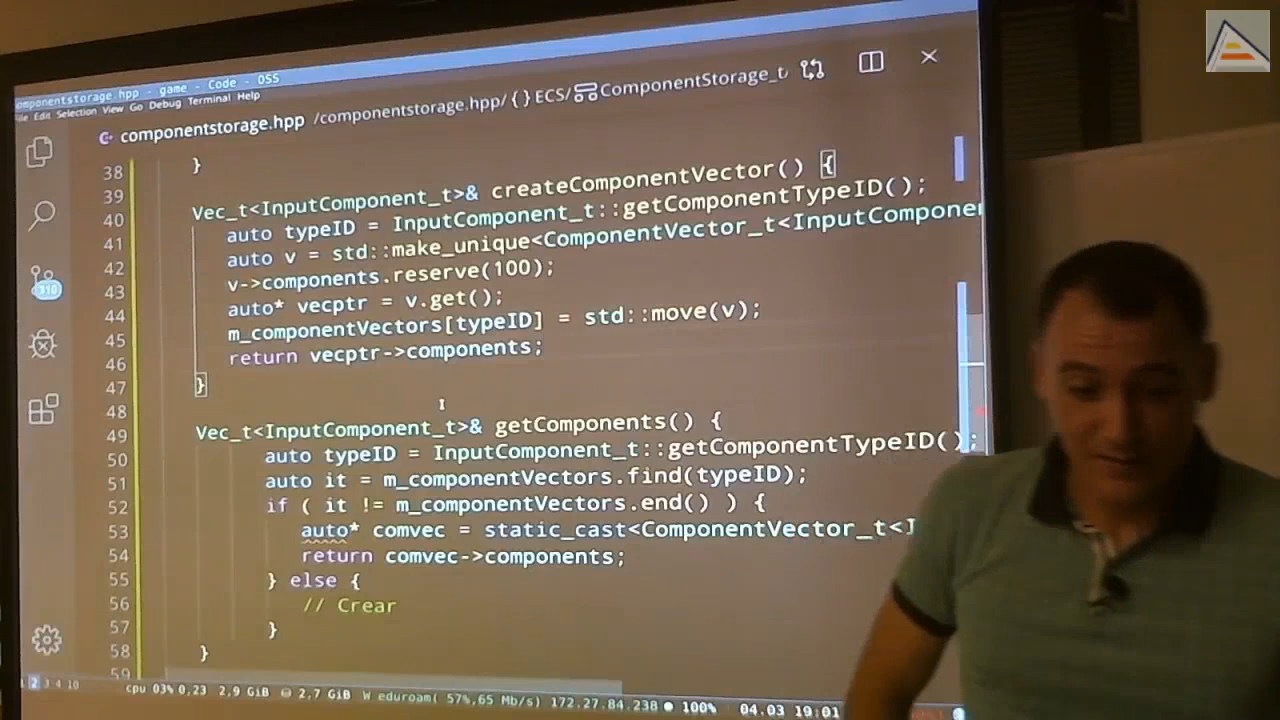 componentstorage.hpp - game - Code - OSS
File Edit Selection View Go Debug Terminal Help
componentstorage.hpp /componentstorage.hpp/{ } ECS/ ComponentStorage_t
38 }
39
40 Vec_t<InputComponent_t>& createComponentVector() {
41 auto typeID = InputComponent_t::getComponentTypeID();
42 auto v = std::make_unique<ComponentVector_t<InputComponen
43 v->components.reserve(100);
44 auto* vecptr = v.get();
45 m_componentVectors[typeID] = std::move(v);
46 return vecptr->components;
47 }
48
49 Vec_t<InputComponent_t>& getComponents() {
50 auto typeID = InputComponent_t::getComponentTypeID();
51 auto it = m_componentVectors.find(typeID);
52 if ( it != m_componentVectors.end() ) {
53 auto* comvec = static_cast<ComponentVector_t<I
54 return comvec->components;
55 } else {
56 // Crear
57 }
58 }
59
310
1 2 3 4 10 cpu 03% 0,23 2,9 GiB 2,7 GiB W eduroam( 57%,65 Mb/s) 172.27.84.238 100% 04.03 19:01